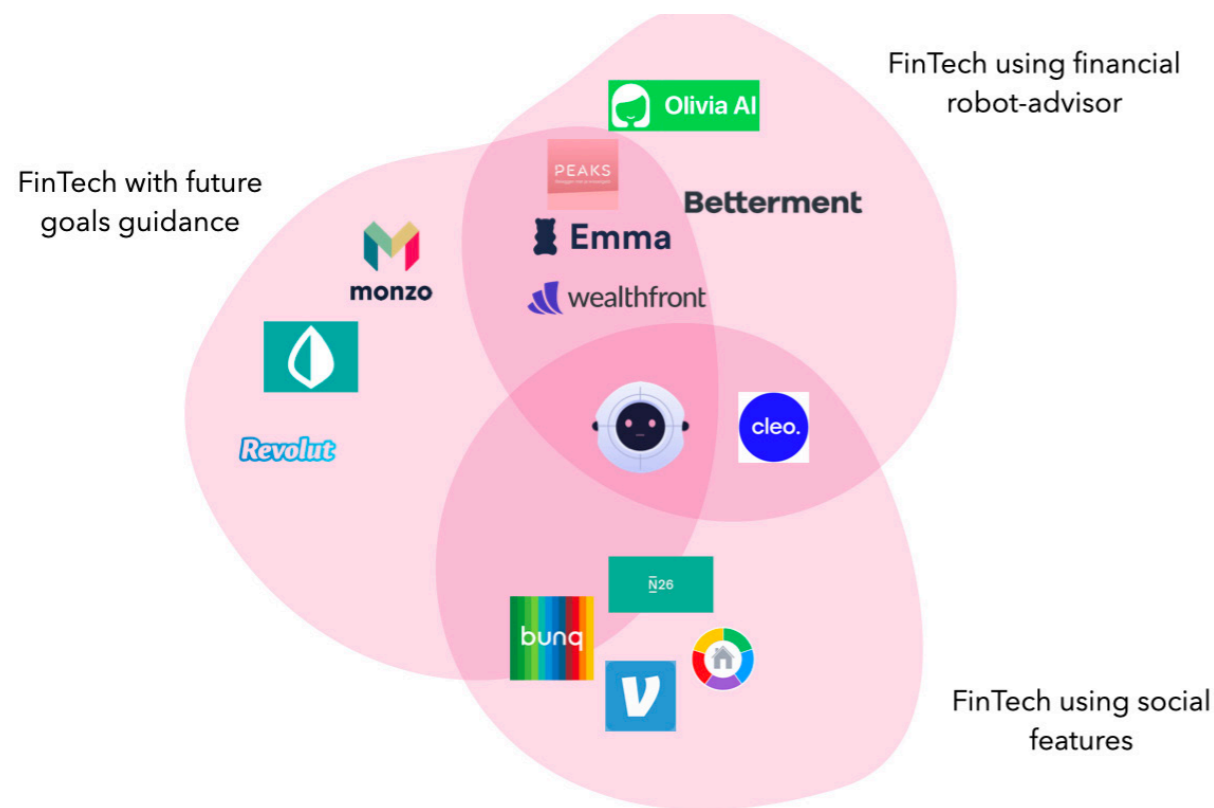 FinTech using financial
robot-advisor
Olivia AI
FinTech with future
goals guidance
PEAKS
Betterment
Emma
monzo
wealthfront
cleo.
Revolut
N26
bunq
V
FinTech using social
features